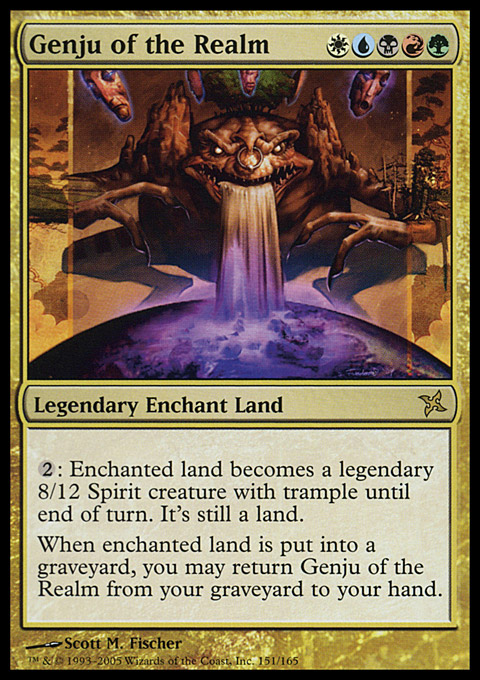 Genju of the Realm
Legendary Enchant Land
2: Enchanted land becomes a legendary
8/12 Spirit creature with trample until
end of turn. It's still a land.
When enchanted land is put into a
graveyard, you may return Genju of the
Realm from your graveyard to your hand.
Scott M. Fischer
™ & © 1993–2005 Wizards of the Coast, Inc. 151/165